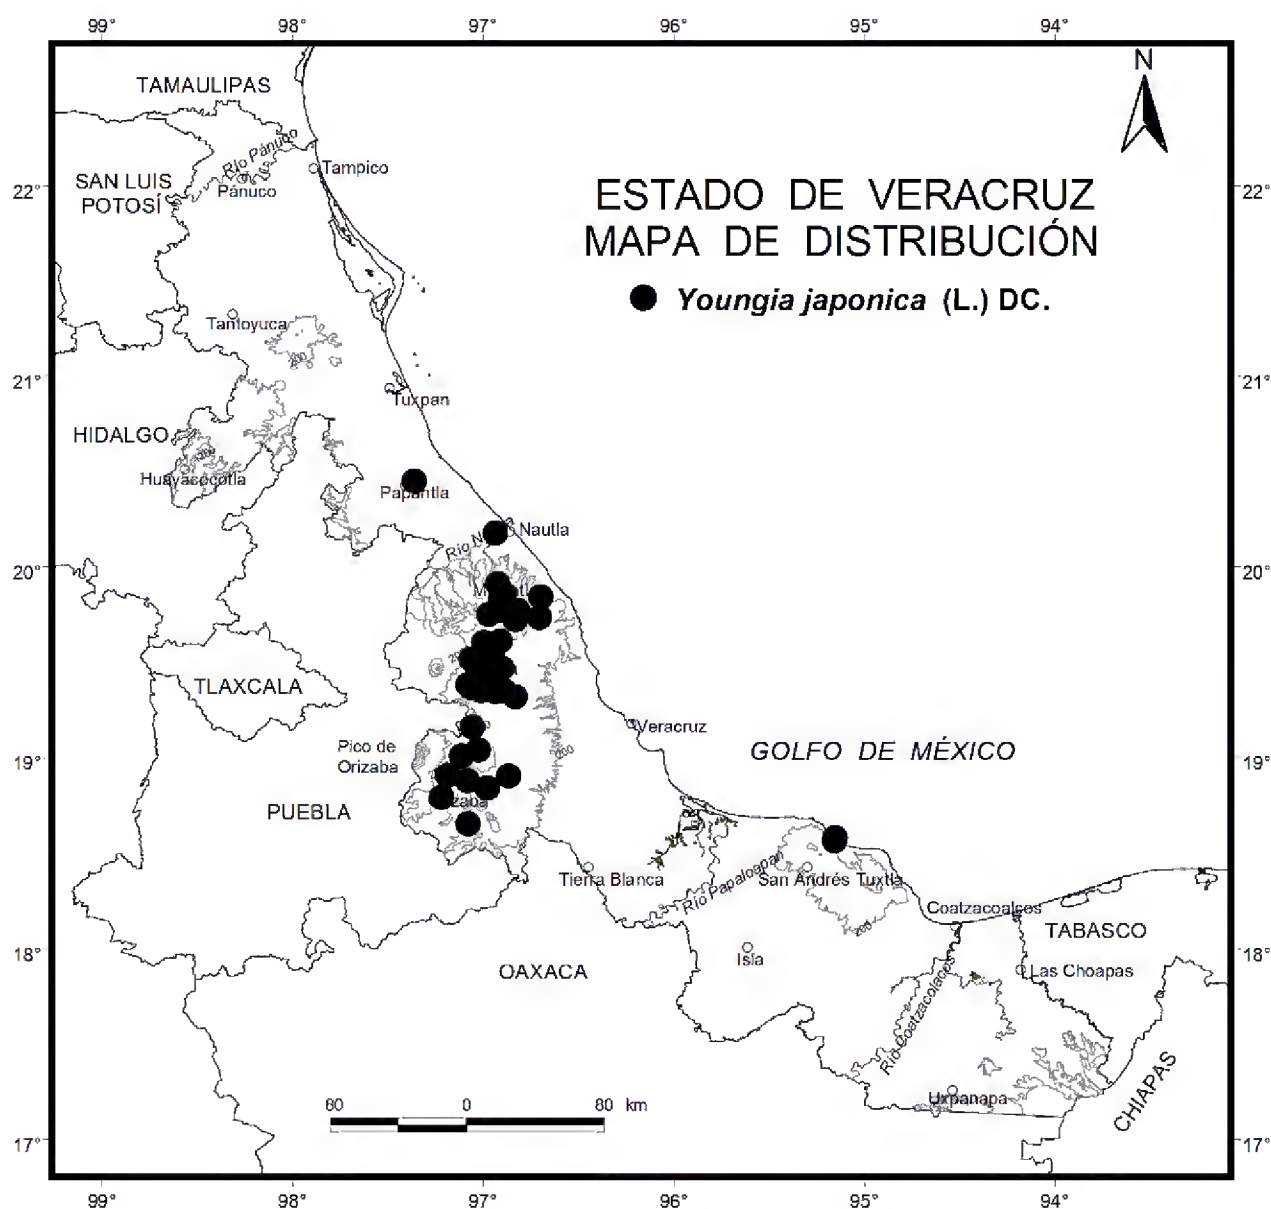 99° 98° 97° 96° 95° 94°
N
TAMAULIPAS
Río Pánuco
Tampico
SAN LUIS
POTOSÍ
Pánuco
22° 22°
ESTADO DE VERACRUZ
MAPA DE DISTRIBUCIÓN
Youngia japonica (L.) DC.
Tantoyuca
200
21° 21°
Tuxpan
HIDALGO
Huayacocotla
Papantla
Nautla
Río N
20° 20°
TLAXCALA
Veracruz
Pico de
Orizaba
GOLFO DE MÉXICO
19° 19°
200
PUEBLA
zaba
Tierra Blanca
Río Papaloapan
San Andrés Tuxtla
200
Coatzacoalcos
TABASCO
18° 18°
Isla
OAXACA
Las Choapas
Río Coatzacoalcos
Uxpanapa
CHIAPAS
80 0 80 km
17° 17°
99° 98° 97° 96° 95° 94°